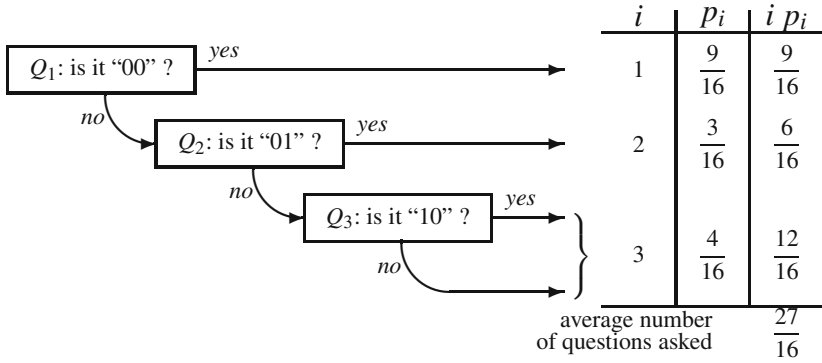 i p_i i p_i
Q_1: is it “00” ? yes 1 9/16 9/16
no
Q_2: is it “01” ? yes 2 3/16 6/16
no
Q_3: is it “10” ? yes
3 4/16 12/16
no
average number
of questions asked 27/16